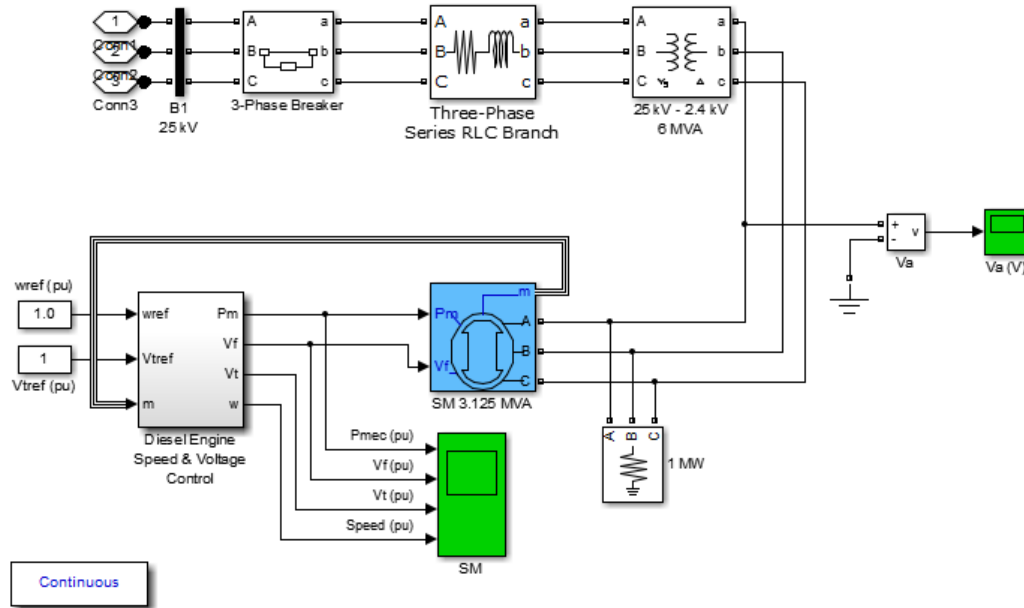 1
A
a
A
a
A
a
Conn1
2
B
b
B
b
B
b
Conn2
3
C
c
C
c
C
c
Conn3
B1
25 kV
3-Phase Breaker
Three-Phase
Series RLC Branch
Yg
Δ
25 kV - 2.4 kV
6 MVA
+
-
v
Va
Va (V)
wref (pu)
1.0
wref
Pm
Vf
1
Vtref
Vt
Vtref (pu)
m
w
Diesel Engine
Speed & Voltage
Control
m
Pm
A
B
Vf
C
SM 3.125 MVA
A B C
1 MW
Pmec (pu)
Vf (pu)
Vt (pu)
Speed (pu)
SM
Continuous